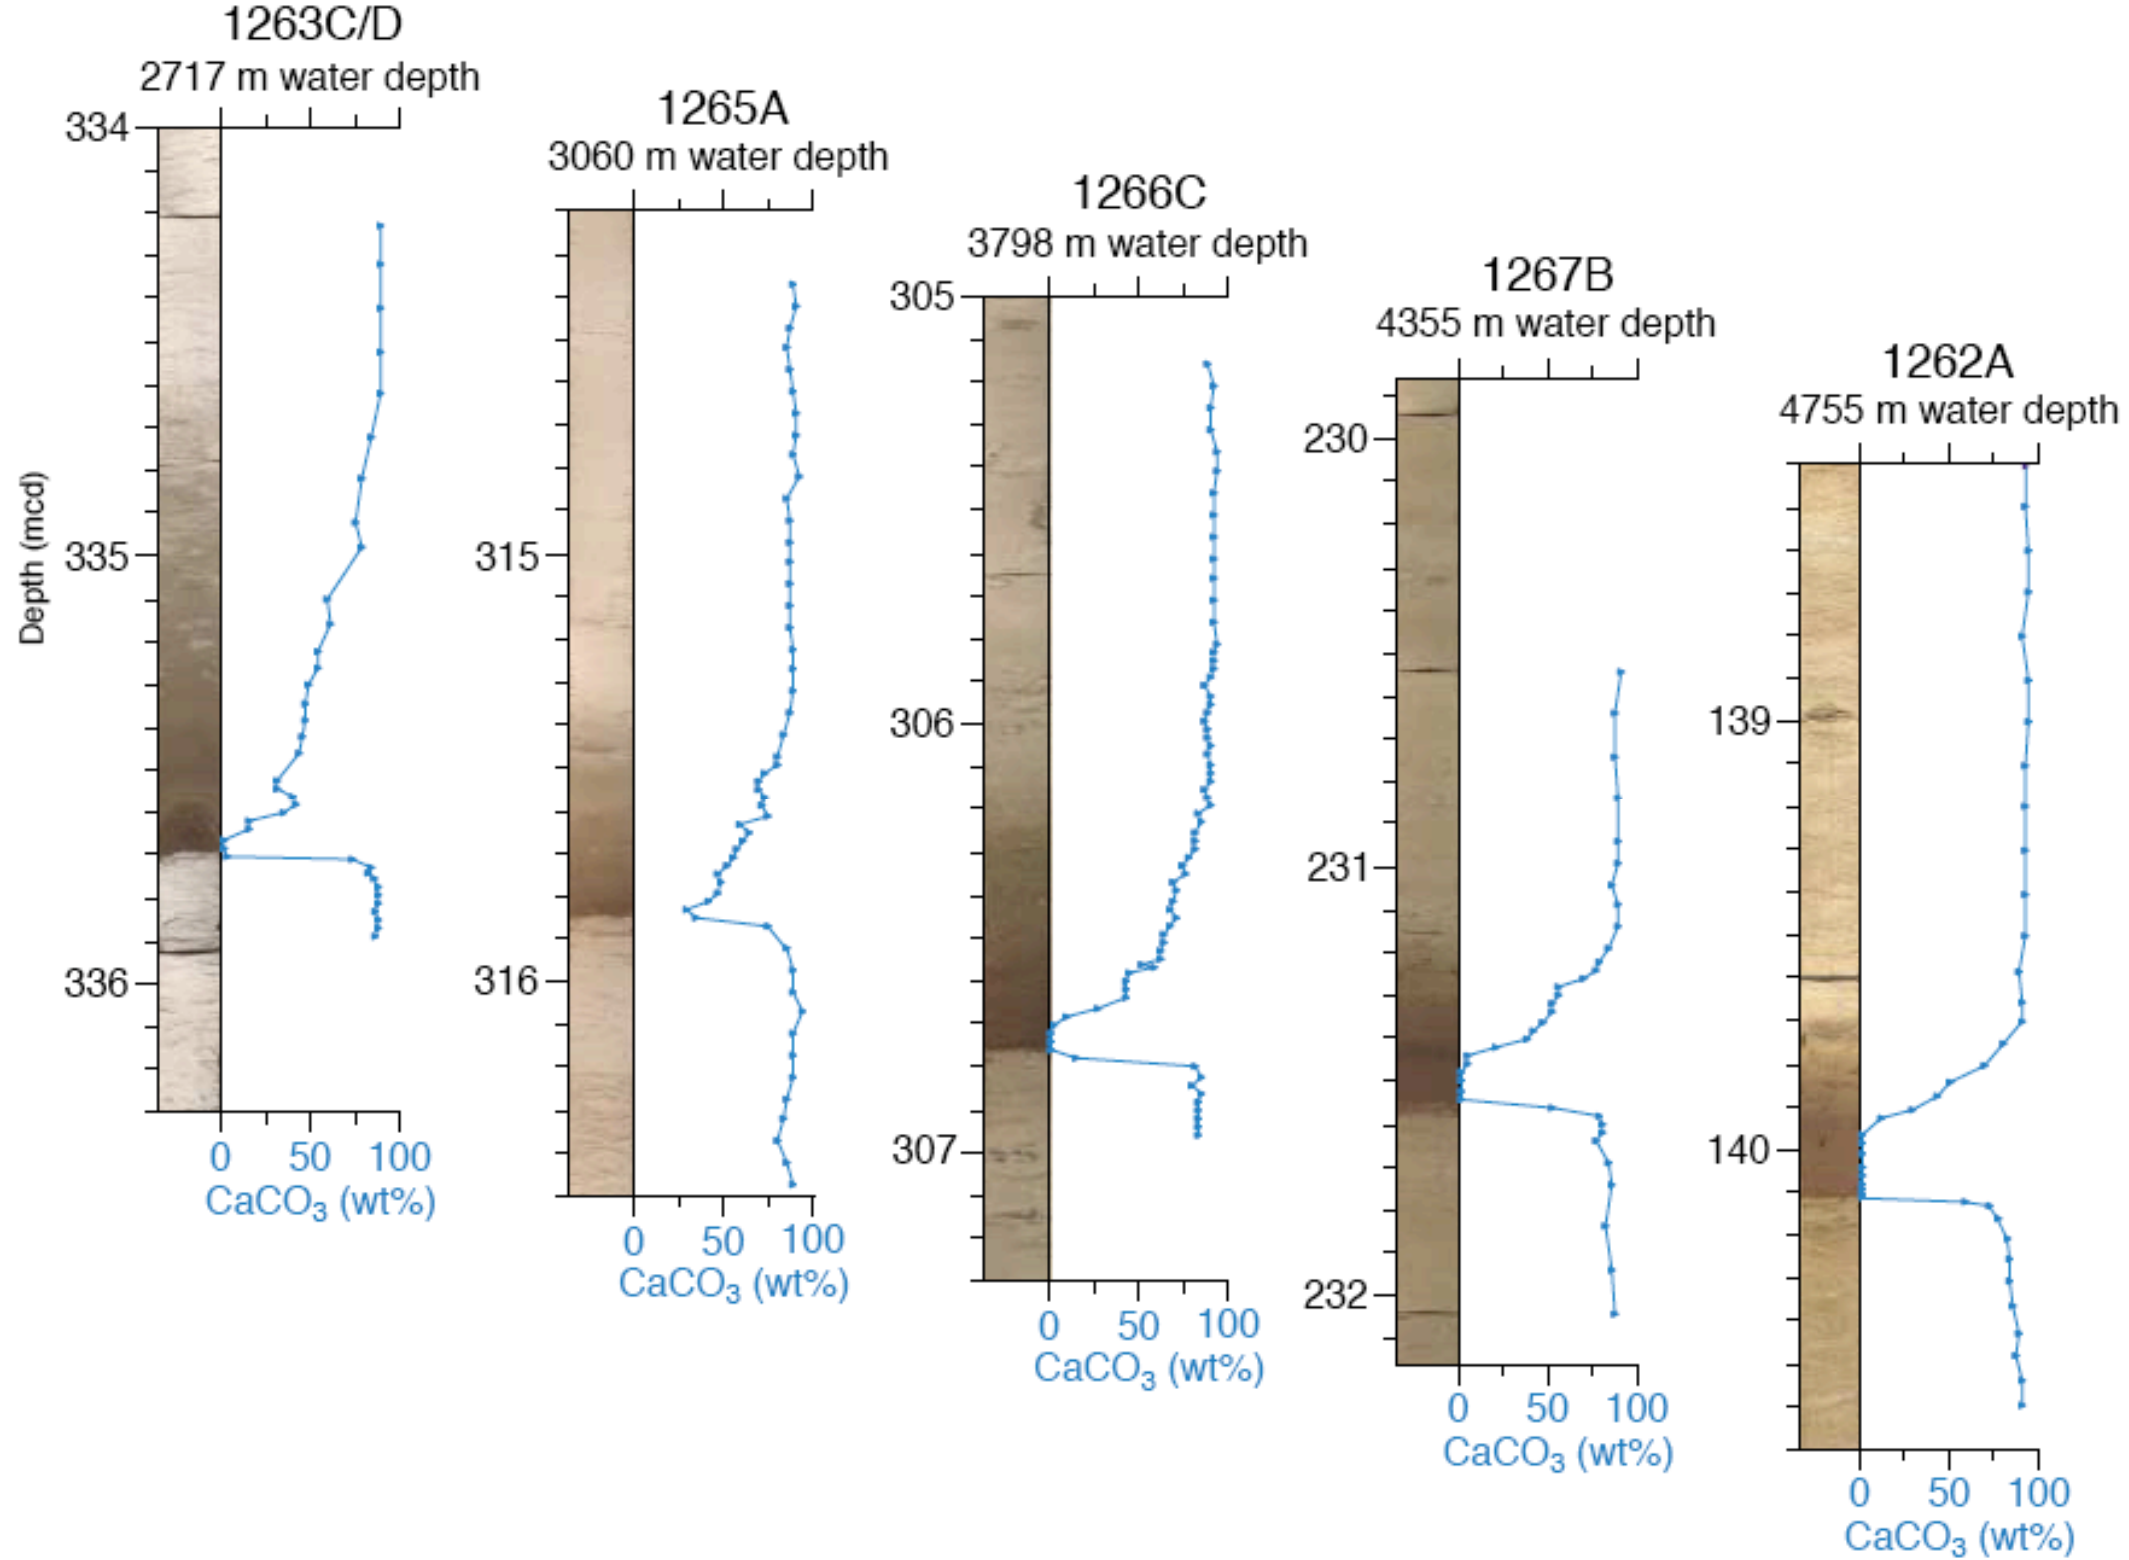 1263C/D
2717 m water depth
334
335
336
Depth (mcd)
0 50 100
CaCO₃ (wt%)
1265A
3060 m water depth
315
316
0 50 100
CaCO₃ (wt%)
1266C
3798 m water depth
305
306
307
0 50 100
CaCO₃ (wt%)
1267B
4355 m water depth
230
231
232
0 50 100
CaCO₃ (wt%)
1262A
4755 m water depth
139
140
0 50 100
CaCO₃ (wt%)